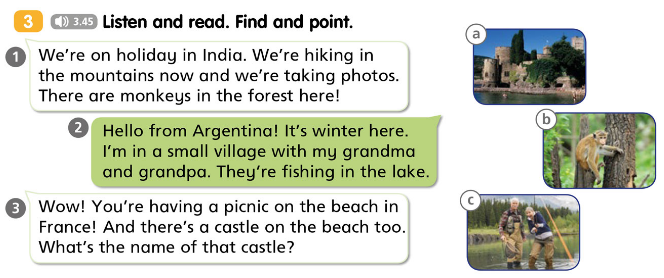 3 3.45 Listen and read. Find and point.
1 We're on holiday in India. We're hiking in
the mountains now and we're taking photos.
There are monkeys in the forest here!
2 Hello from Argentina! It's winter here.
I'm in a small village with my grandma
and grandpa. They're fishing in the lake.
3 Wow! You're having a picnic on the beach in
France! And there's a castle on the beach too.
What's the name of that castle?
a
b
c